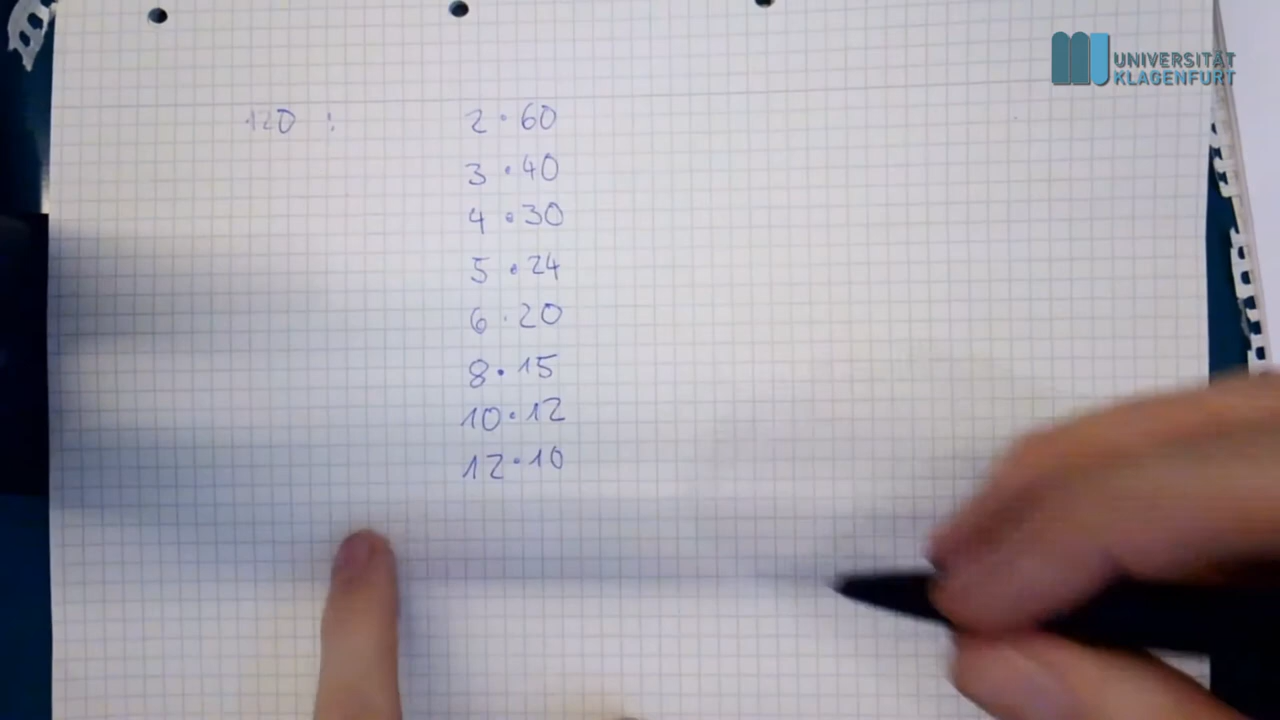 UNIVERSITÄT
KLAGENFURT
120 : 2 · 60
3 · 40
4 · 30
5 · 24
6 · 20
8 · 15
10 · 12
12 · 10